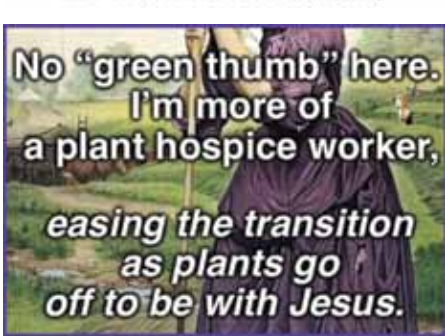 No “green thumb” here.
I’m more of
a plant hospice worker,
easing the transition
as plants go
off to be with Jesus.